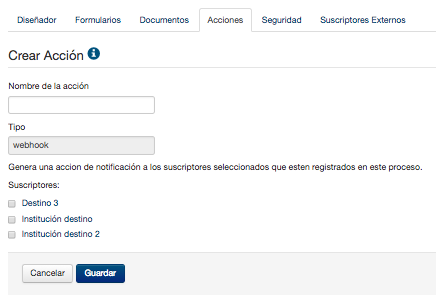 Diseñador Formularios Documentos Acciones Seguridad Suscriptores Externos
Crear Acción i
Nombre de la acción
Tipo
webhook
Genera una accion de notificación a los suscriptores seleccionados que esten registrados en este proceso.
Suscriptores:
Destino 3
Institución destino
Institución destino 2
Cancelar Guardar